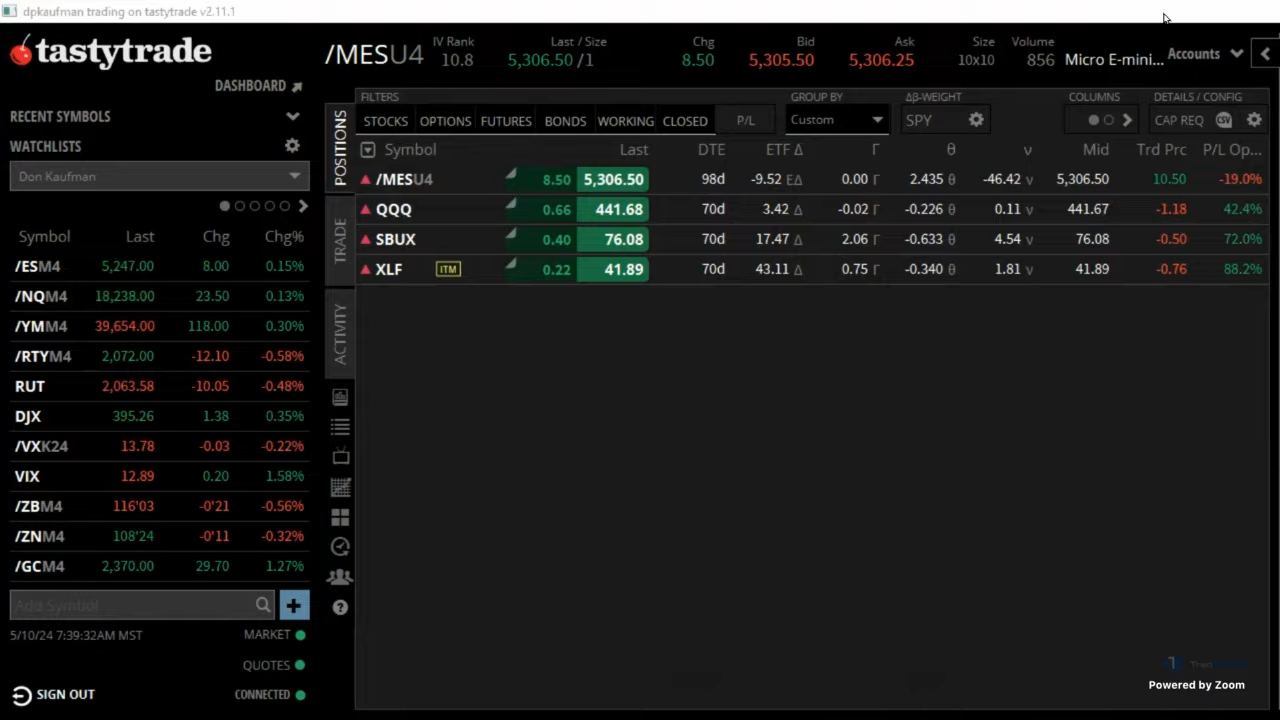 dpkaufman trading on tastytrade v2.11.1
tastytrade
DASHBOARD
RECENT SYMBOLS
WATCHLISTS
Don Kaufman
Symbol Last Chg Chg%
/ESM4 5,247.00 8.00 0.15%
/NQM4 18,238.00 23.50 0.13%
/YMM4 39,654.00 118.00 0.30%
/RTYM4 2,072.00 -12.10 -0.58%
RUT 2,063.58 -10.05 -0.48%
DJX 395.26 1.38 0.35%
/VXK24 13.78 -0.03 -0.22%
VIX 12.89 0.20 1.58%
/ZBM4 116'03 -0'21 -0.56%
/ZNM4 108'24 -0'11 -0.32%
/GCM4 2,370.00 29.70 1.27%
Add Symbol
5/10/24 7:39:32AM MST MARKET
QUOTES
SIGN OUT CONNECTED
/MESU4 IV Rank Last / Size Chg Bid Ask Size Volume
10.8 5,306.50 /1 8.50 5,305.50 5,306.25 10x10 856 Micro E-mini... Accounts
POSITIONS
TRADE
ACTIVITY
FILTERS GROUP BY Δβ-WEIGHT COLUMNS DETAILS / CONFIG
STOCKS OPTIONS FUTURES BONDS WORKING CLOSED P/L Custom SPY CAP REQ CSV
Symbol Last DTE ETF Δ Γ θ ν Mid Trd Prc P/L Op...
/MESU4 8.50 5,306.50 98d -9.52 EΔ 0.00 Γ 2.435 θ -46.42 ν 5,306.50 10.50 -19.0%
QQQ 0.66 441.68 70d 3.42 Δ -0.02 Γ -0.226 θ 0.11 ν 441.67 -1.18 42.4%
SBUX 0.40 76.08 70d 17.47 Δ 2.06 Γ -0.633 θ 4.54 ν 76.08 -0.50 72.0%
XLF ITM 0.22 41.89 70d 43.11 Δ 0.75 Γ -0.340 θ 1.81 ν 41.89 -0.76 88.2%
Powered by Zoom